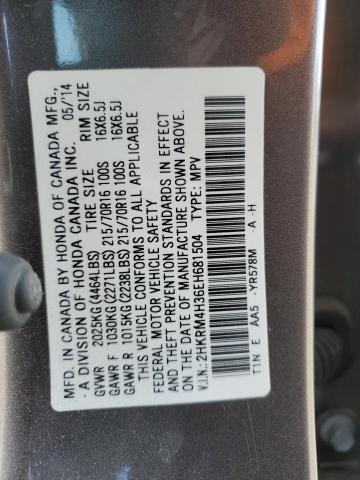 MFD. IN CANADA BY HONDA OF CANADA MFG.,
- A DIVISION OF HONDA CANADA INC. 05/'14
GVWR 2025KG(4464LBS) TIRE SIZE RIM SIZE
GAWR F 1030KG(2271LBS) 215/70R16 100S 16X6.5J
GAWR R 1015KG(2238LBS) 215/70R16 100S 16X6.5J
THIS VEHICLE CONFORMS TO ALL APPLICABLE
FEDERAL MOTOR VEHICLE SAFETY
AND THEFT PREVENTION STANDARDS IN EFFECT
ON THE DATE OF MANUFACTURE SHOWN ABOVE.
V.I.N.: 2HKRM4H36EH681504 TYPE: MPV
T1N E AA5 -YR578M -A -H